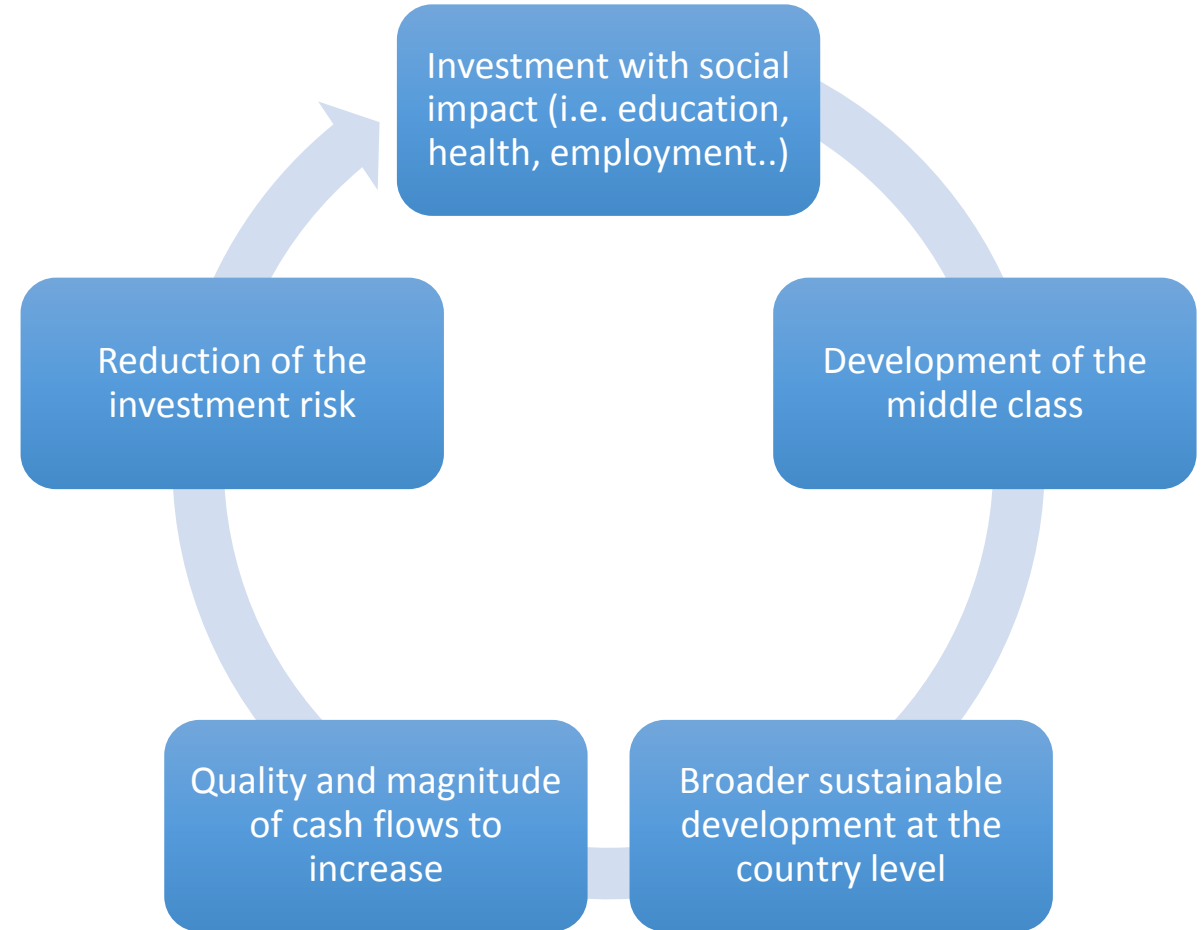 Investment with social
impact (i.e. education,
health, employment..)
Development of the
middle class
Broader sustainable
development at the
country level
Quality and magnitude
of cash flows to
increase
Reduction of the
investment risk